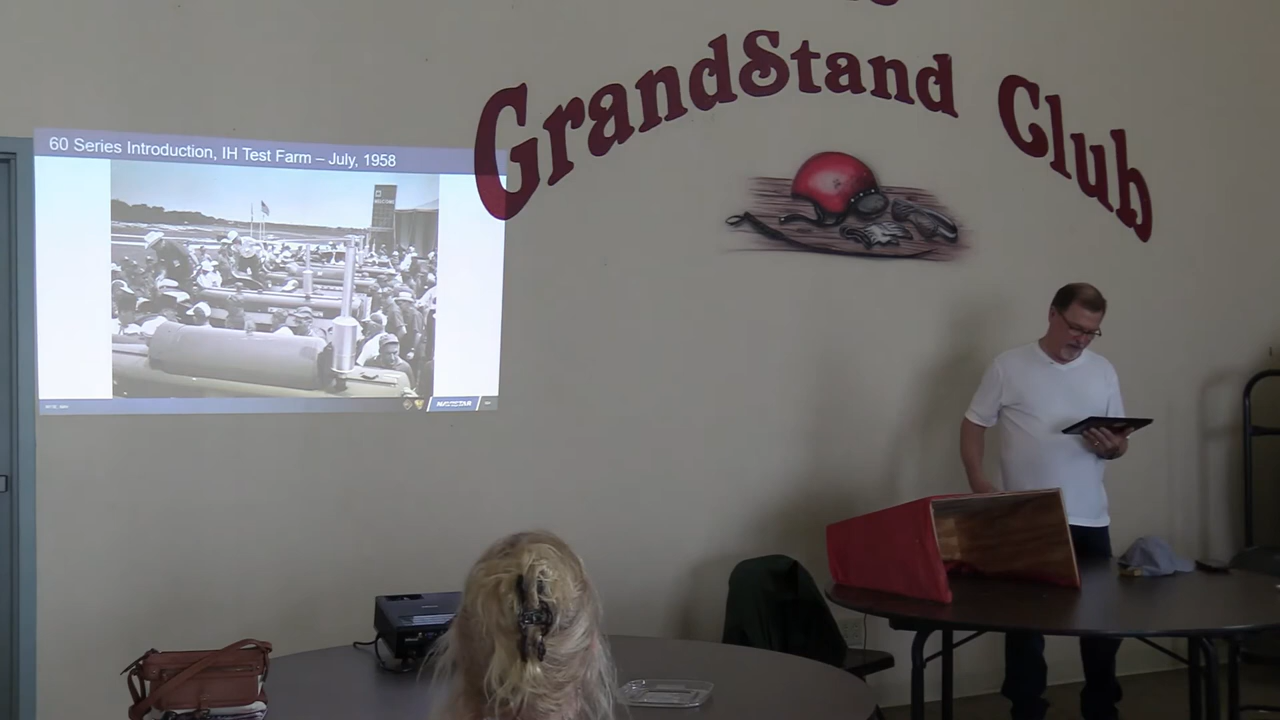 GrandStand Club
60 Series Introduction, IH Test Farm – July, 1958
NAVISTAR